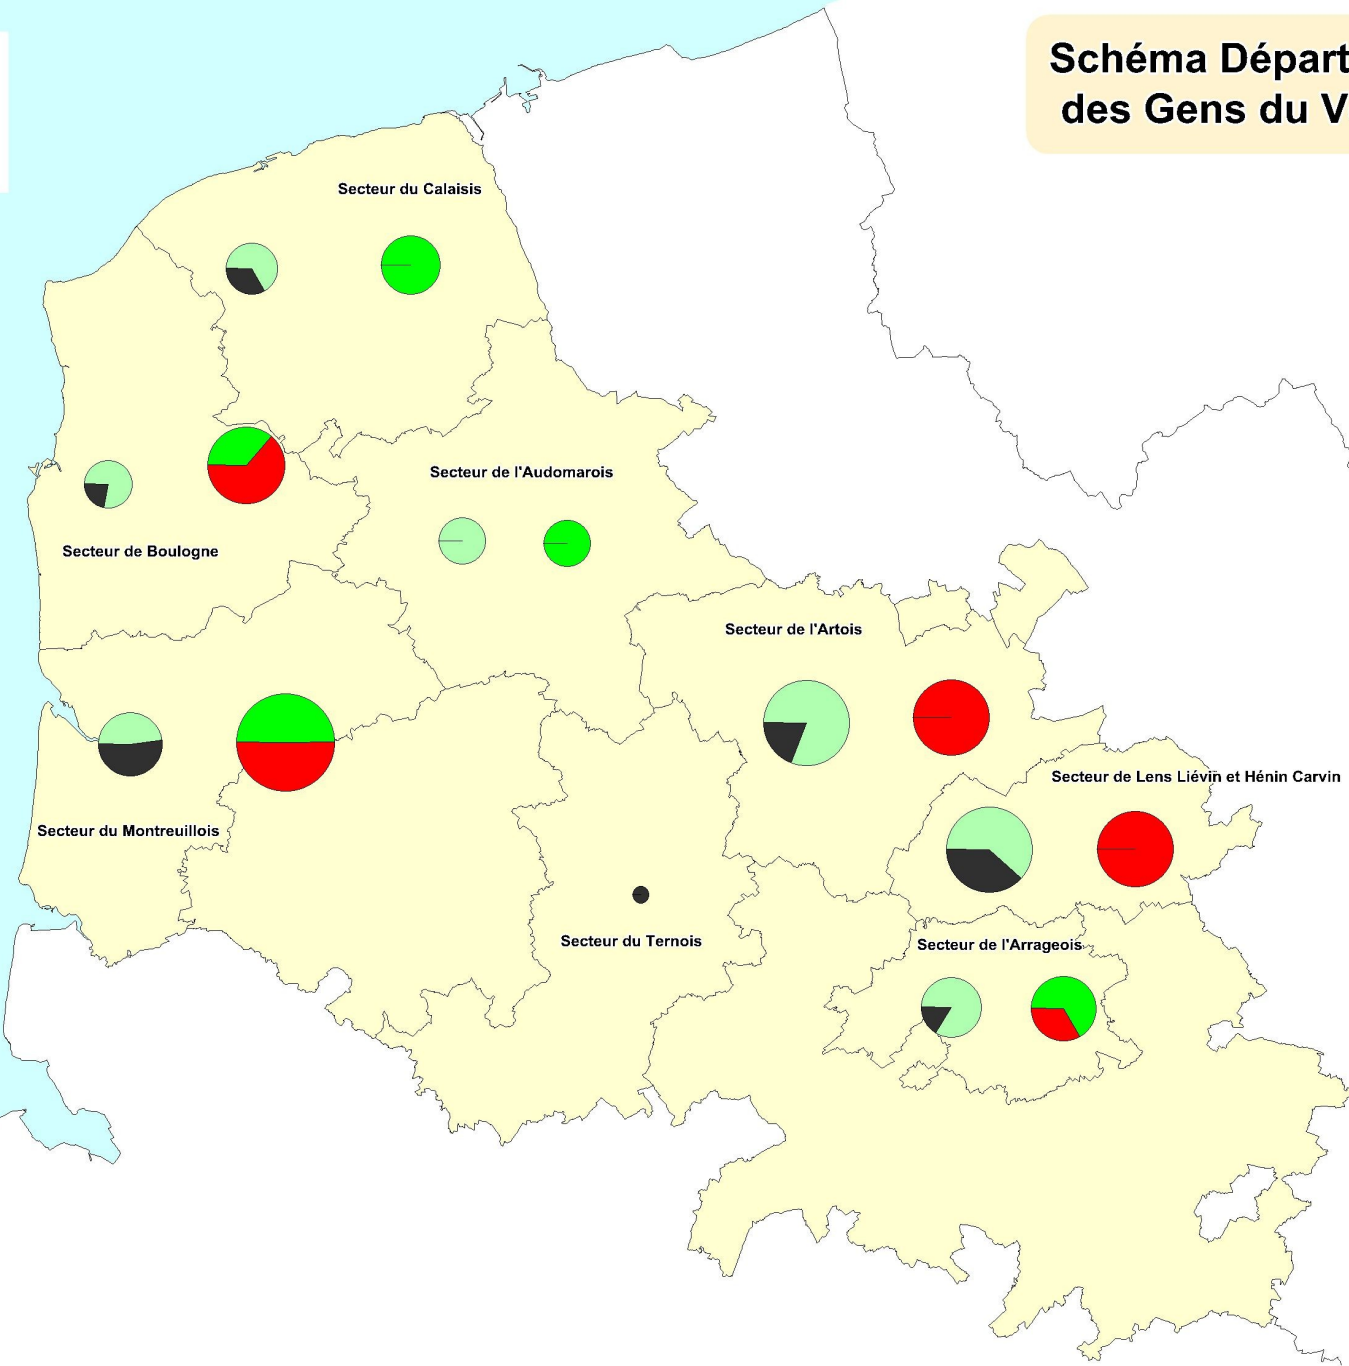 Schéma Départ
des Gens du V
Secteur du Calaisis
Secteur de l'Audomarois
Secteur de Boulogne
Secteur de l'Artois
Secteur de Lens Liévin et Hénin Carvin
Secteur du Montreuillois
Secteur du Ternois
Secteur de l'Arrageois